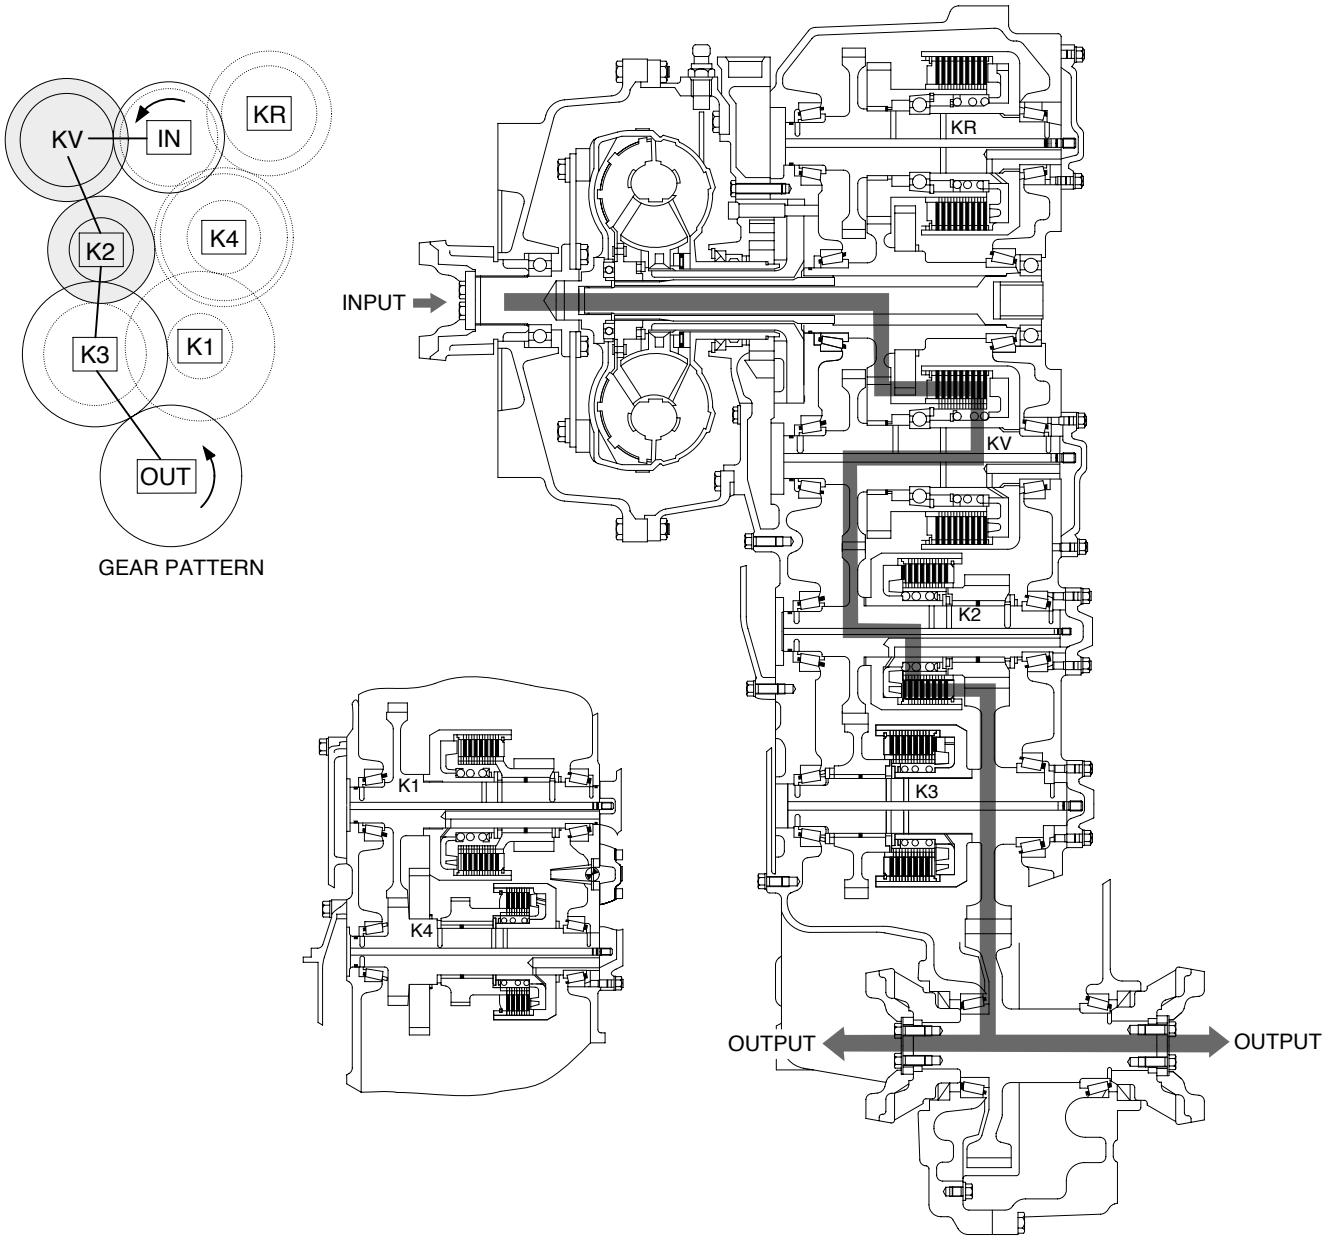 KV
IN
KR
K2
K4
K3
K1
OUT
GEAR PATTERN
INPUT
KR
KV
K2
K3
K1
K4
OUTPUT
OUTPUT